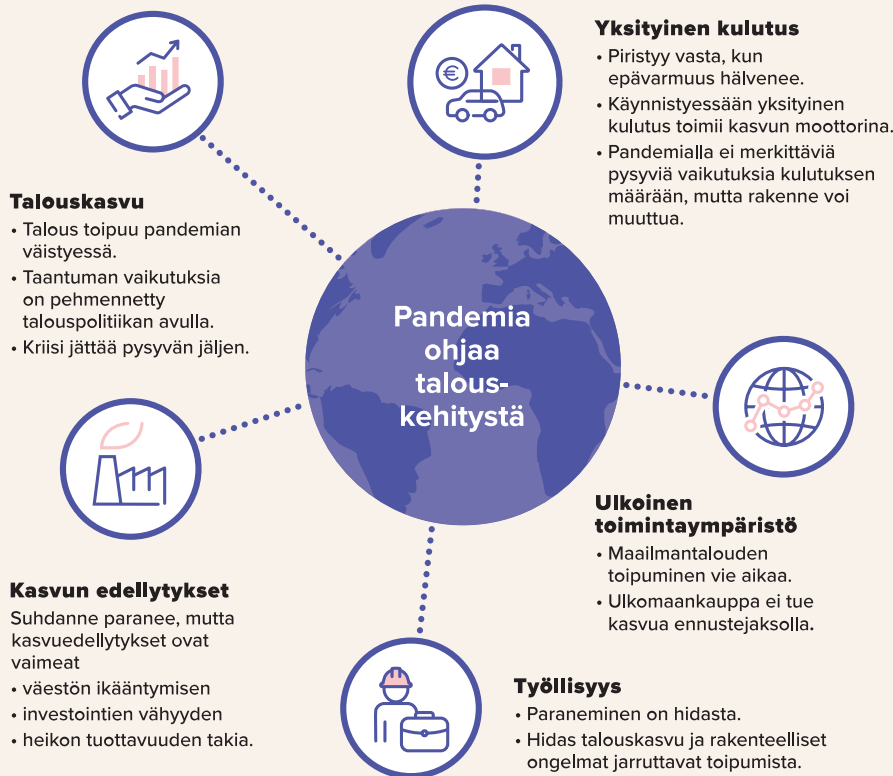 Yksityinen kulutus
• Piristyy vasta, kun
epävarmuus hälvenee.
• Käynnistyessään yksityinen
kulutus toimii kasvun moottorina.
• Pandemialla ei merkittäviä
pysyviä vaikutuksia kulutuksen
määrään, mutta rakenne voi
muuttua.
Talouskasvu
• Talous toipuu pandemian
väistyessä.
• Taantuman vaikutuksia
on pehmennetty
talouspolitiikan avulla.
• Kriisi jättää pysyvän jäljen.
Pandemia
ohjaa
talous-
kehitystä
€
Ulkoinen
toimintaympäristö
• Maailmantalouden
toipuminen vie aikaa.
• Ulkomaankauppa ei tue
kasvua ennustejaksolla.
Kasvun edellytykset
Suhdanne paranee, mutta
kasvuedellytykset ovat
vaimeat
• väestön ikääntymisen
• investointien vähyyden
• heikon tuottavuuden takia.
Työllisyys
• Paraneminen on hidasta.
• Hidas talouskasvu ja rakenteelliset
ongelmat jarruttavat toipumista.